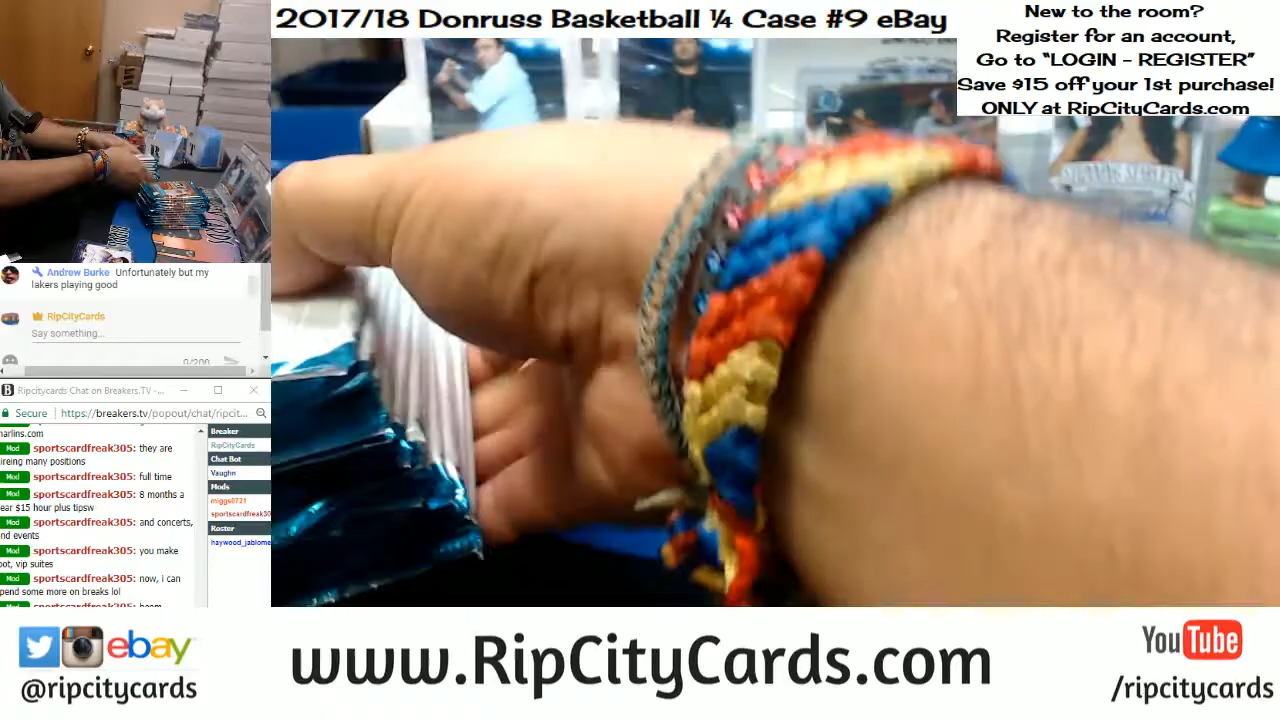 2017/18 Donruss Basketball ¼ Case #9 eBay
New to the room?
Register for an account,
Go to "LOGIN - REGISTER"
Save $15 off your 1st purchase!
ONLY at RipCityCards.com
Andrew Burke Unfortunately but my
lakers playing good
RipCityCards
Say something...
0/200
Ripcitycards Chat on Breakers.TV -...
Secure https://breakers.tv/popout/chat/ripcit...
arlins.com
Mod sportscardfreak305: they are
ireing many positions
Mod sportscardfreak305: full time
Mod sportscardfreak305: 8 months a
ear $15 hour plus tipsw
Mod sportscardfreak305: and concerts,
nd events
Mod sportscardfreak305: you make
oot, vip suites
Mod sportscardfreak305: now, i can
pend some more on breaks lol
Mod sportscardfreak305: boom
Breaker
RipCityCards
Chat Bot
Vaughn
Mods
miggs0721
sportscardfreak30
Roster
haywood_jablome
ebay
@ripcitycards
www.RipCityCards.com
YouTube
/ripcitycards